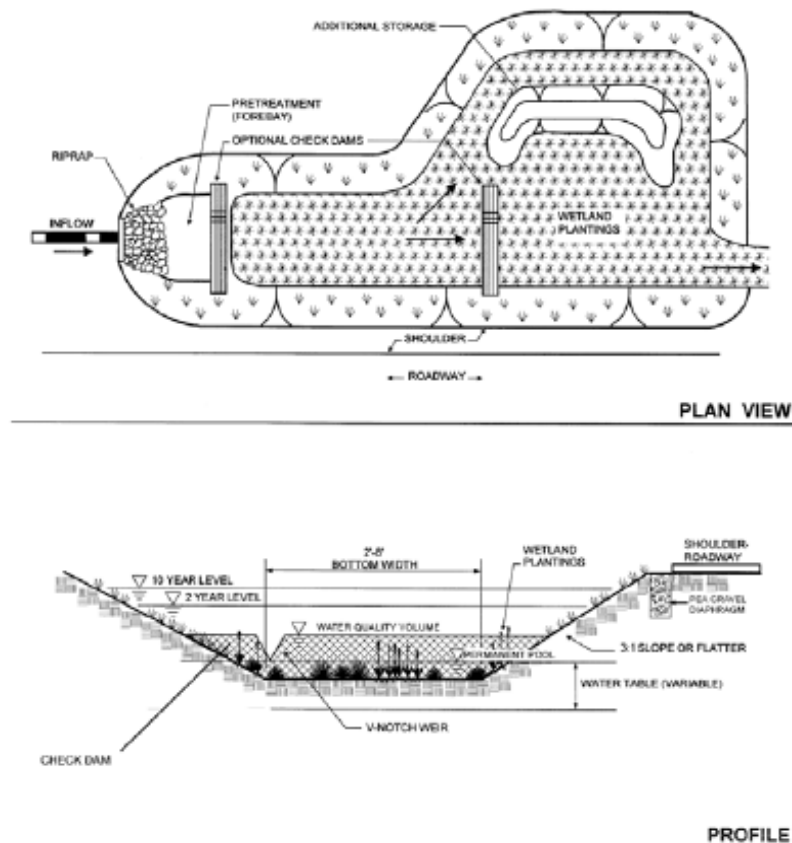 ADDITIONAL STORAGE
PRETREATMENT
(FOREBAY)
OPTIONAL CHECK DAMS
RIPRAP
INFLOW
WETLAND
PLANTINGS
SHOULDER
ROADWAY
PLAN VIEW
2'-8'
BOTTOM WIDTH
WETLAND
PLANTINGS
SHOULDER-
ROADWAY
10 YEAR LEVEL
2 YEAR LEVEL
PEA GRAVEL
DIAPHRAGM
WATER QUALITY VOLUME
3:1 SLOPE OR FLATTER
PERMANENT POOL
WATER TABLE (VARIABLE)
V-NOTCH WEIR
CHECK DAM
PROFILE